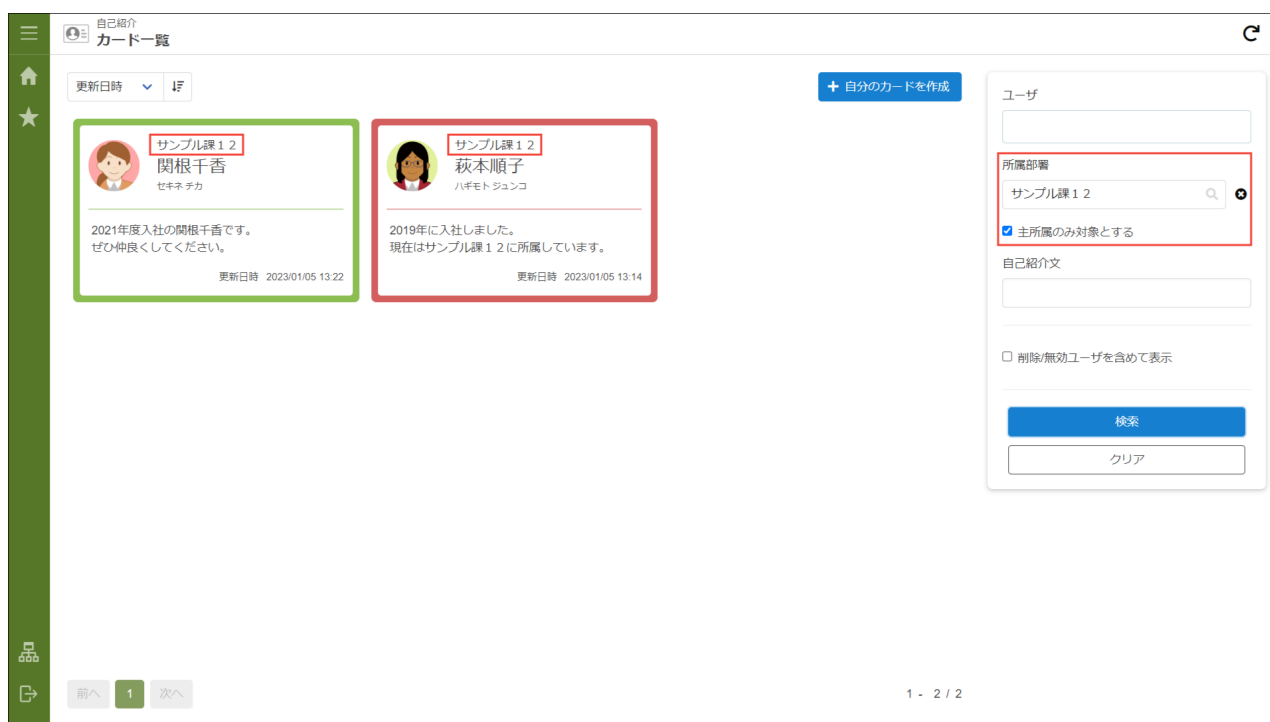 自己紹介
カード一覧
更新日時
自分のカードを作成
サンプル課12
関根千香
セキネ チカ
2021年度入社の関根千香です。
ぜひ仲良くしてください。
更新日時 2023/01/05 13:22
サンプル課12
萩本順子
ハギモト ジュンコ
2019年に入社しました。
現在はサンプル課12に所属しています。
更新日時 2023/01/05 13:14
ユーザ
所属部署
サンプル課12
主所属のみ対象とする
自己紹介文
削除/無効ユーザを含めて表示
検索
クリア
前へ 1 次へ
1 - 2 / 2